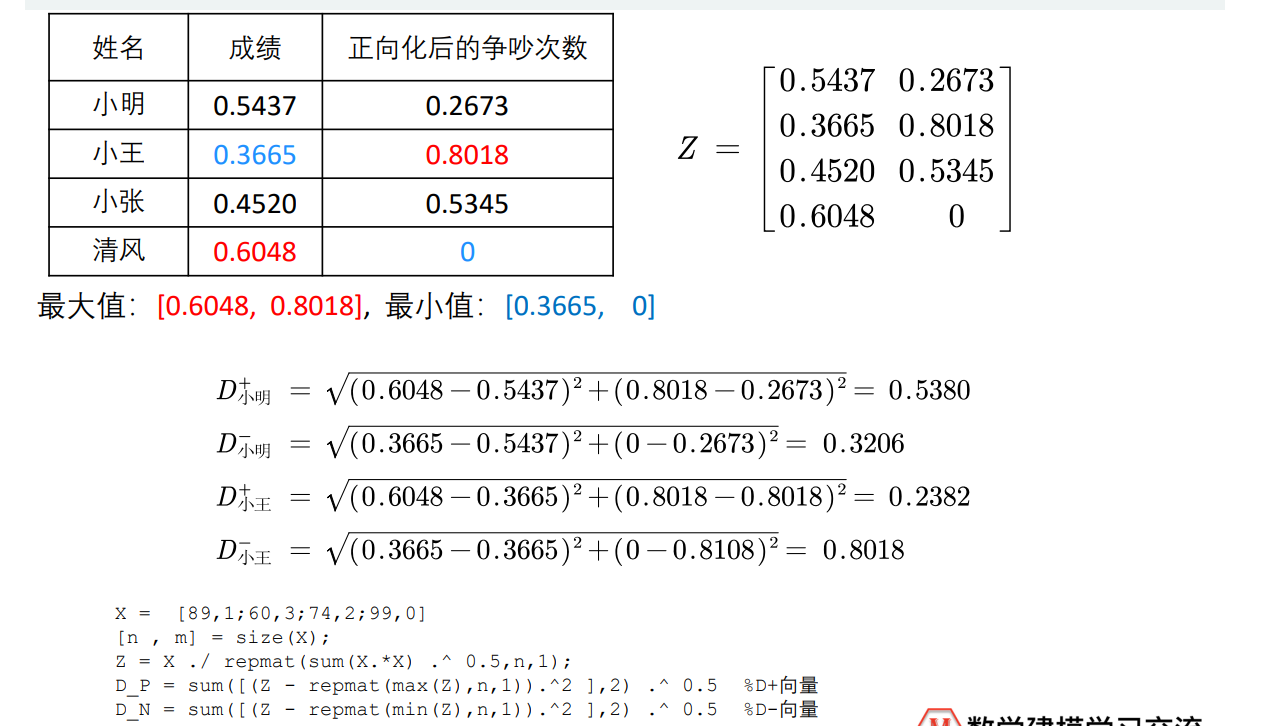 姓名 成绩 正向化后的争吵次数
小明 0.5437 0.2673
小王 0.3665 0.8018
小张 0.4520 0.5345
清风 0.6048 0
Z = [0.5437 0.2673
0.3665 0.8018
0.4520 0.5345
0.6048 0]
最大值：[0.6048, 0.8018]，最小值：[0.3665, 0]
D⁺小明 = √(0.6048−0.5437)²+(0.8018−0.2673)² = 0.5380
D⁻小明 = √(0.3665−0.5437)²+(0−0.2673)² = 0.3206
D⁺小王 = √(0.6048−0.3665)²+(0.8018−0.8018)² = 0.2382
D⁻小王 = √(0.3665−0.3665)²+(0−0.8108)² = 0.8018
X = [89,1;60,3;74,2;99,0]
[n , m] = size(X);
Z = X ./ repmat(sum(X.*X) .^ 0.5,n,1);
D_P = sum([(Z - repmat(max(Z),n,1)).^2 ],2) .^ 0.5 %D+向量
D_N = sum([(Z - repmat(min(Z),n,1)).^2 ],2) .^ 0.5 %D-向量
数学建模学习交流